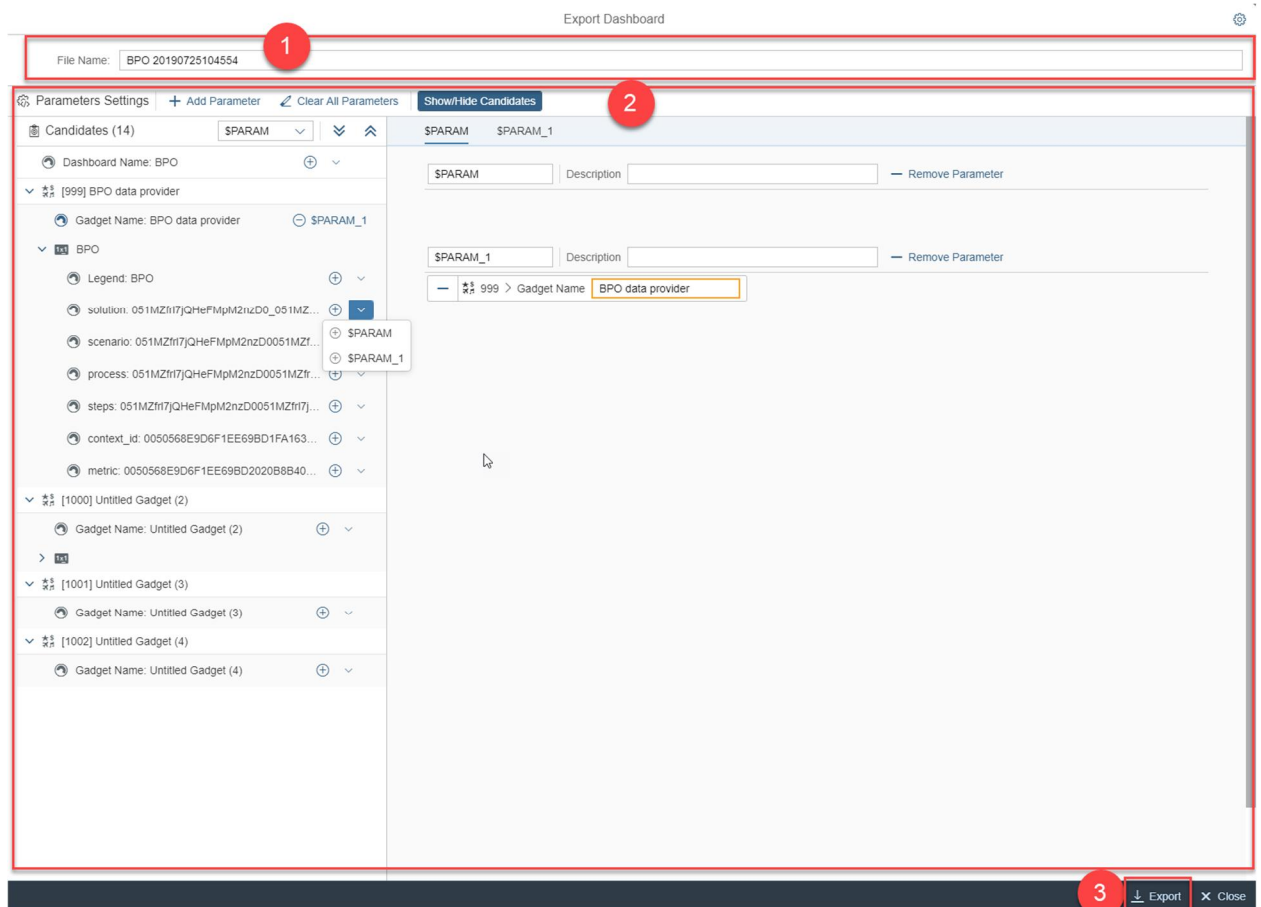 Export Dashboard
1
File Name: BPO 20190725104554
Parameters Settings + Add Parameter Clear All Parameters Show/Hide Candidates 2
Candidates (14) $PARAM $PARAM $PARAM_1
Dashboard Name: BPO
$PARAM Description — Remove Parameter
[999] BPO data provider
Gadget Name: BPO data provider $PARAM_1
BPO
$PARAM_1 Description — Remove Parameter
Legend: BPO
999 > Gadget Name BPO data provider
solution: 051MZfrl7jQHeFMpM2nzD0_051MZ...
$PARAM
scenario: 051MZfrl7jQHeFMpM2nzD0051MZf...
$PARAM_1
process: 051MZfrl7jQHeFMpM2nzD0051MZfr...
steps: 051MZfrl7jQHeFMpM2nzD0051MZfrl7j...
context_id: 0050568E9D6F1EE69BD1FA163...
metric: 0050568E9D6F1EE69BD2020B8B40...
[1000] Untitled Gadget (2)
Gadget Name: Untitled Gadget (2)
1x1
[1001] Untitled Gadget (3)
Gadget Name: Untitled Gadget (3)
[1002] Untitled Gadget (4)
Gadget Name: Untitled Gadget (4)
3 Export × Close